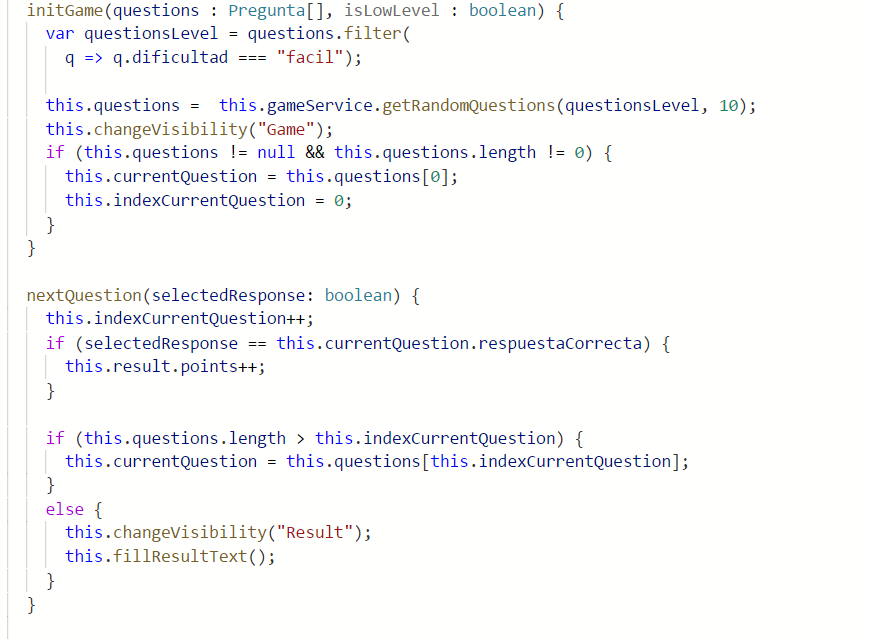 initGame(questions : Pregunta[], isLowLevel : boolean) {
  var questionsLevel = questions.filter(
    q => q.dificultad === "facil");

  this.questions =  this.gameService.getRandomQuestions(questionsLevel, 10);
  this.changeVisibility("Game");
  if (this.questions != null && this.questions.length != 0) {
    this.currentQuestion = this.questions[0];
    this.indexCurrentQuestion = 0;
  }
}

nextQuestion(selectedResponse: boolean) {
  this.indexCurrentQuestion++;
  if (selectedResponse == this.currentQuestion.respuestaCorrecta) {
    this.result.points++;
  }

  if (this.questions.length > this.indexCurrentQuestion) {
    this.currentQuestion = this.questions[this.indexCurrentQuestion];
  }
  else {
    this.changeVisibility("Result");
    this.fillResultText();
  }
}